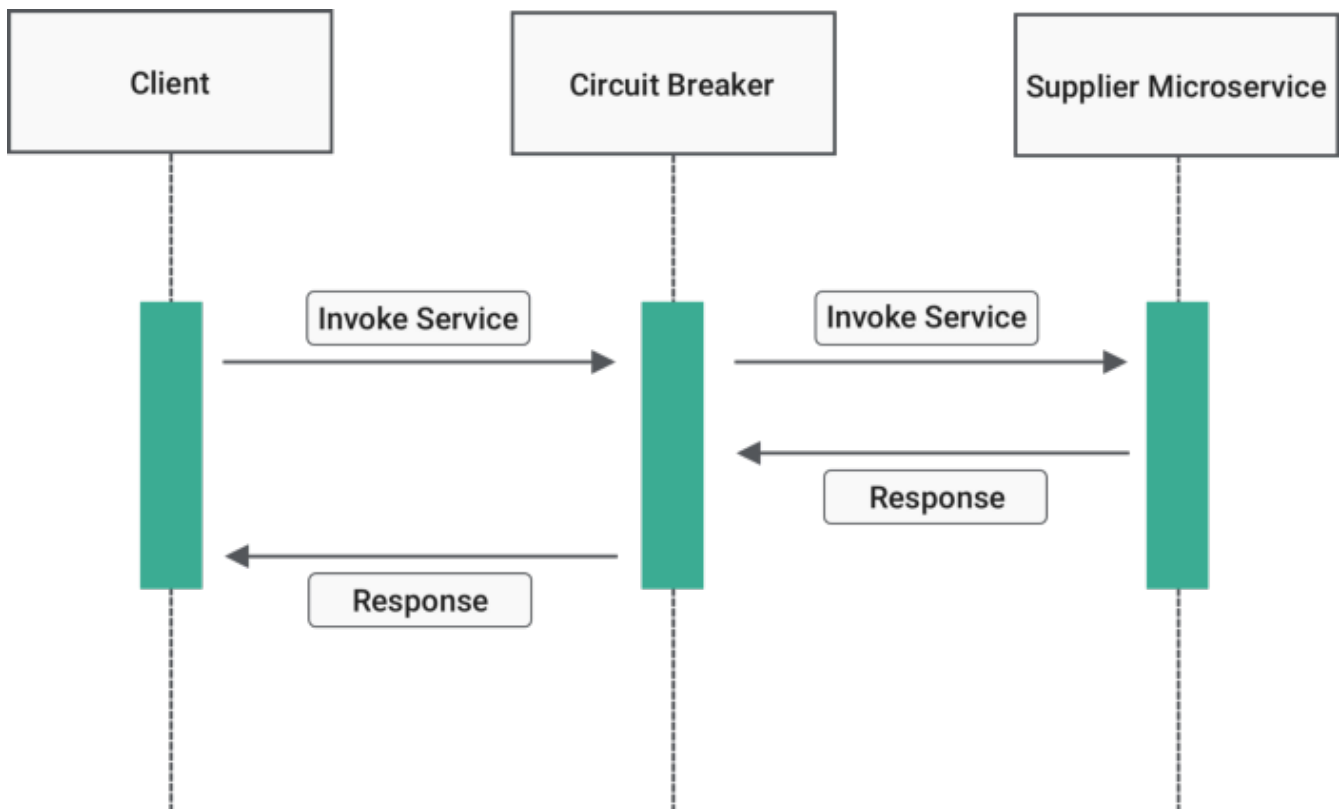 Client
Circuit Breaker
Supplier Microservice
Invoke Service
Invoke Service
Response
Response